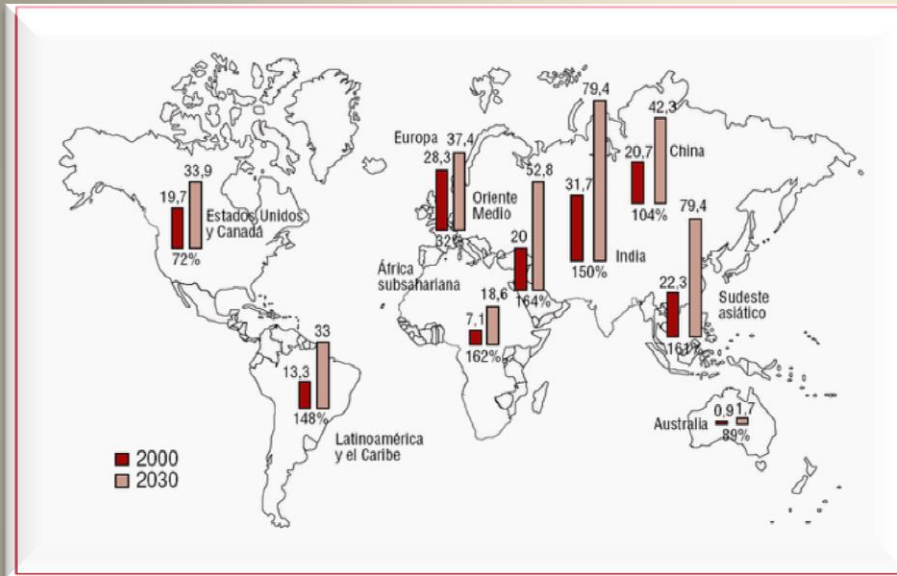 79,4
42,3
Europa
37,4
28,3
20,7
China
33,9
52,8
19,7
Estados Unidos
y Canadá
Oriente
Medio
31,7
104%
79,4
72%
32%
20
India
150%
África
subsahariana
164%
22,3
18,6
Sudeste
asiático
7,1
33
162%
161%
13,3
0,9
1,7
Australia
89%
148%
Latinoamérica
y el Caribe
2000
2030